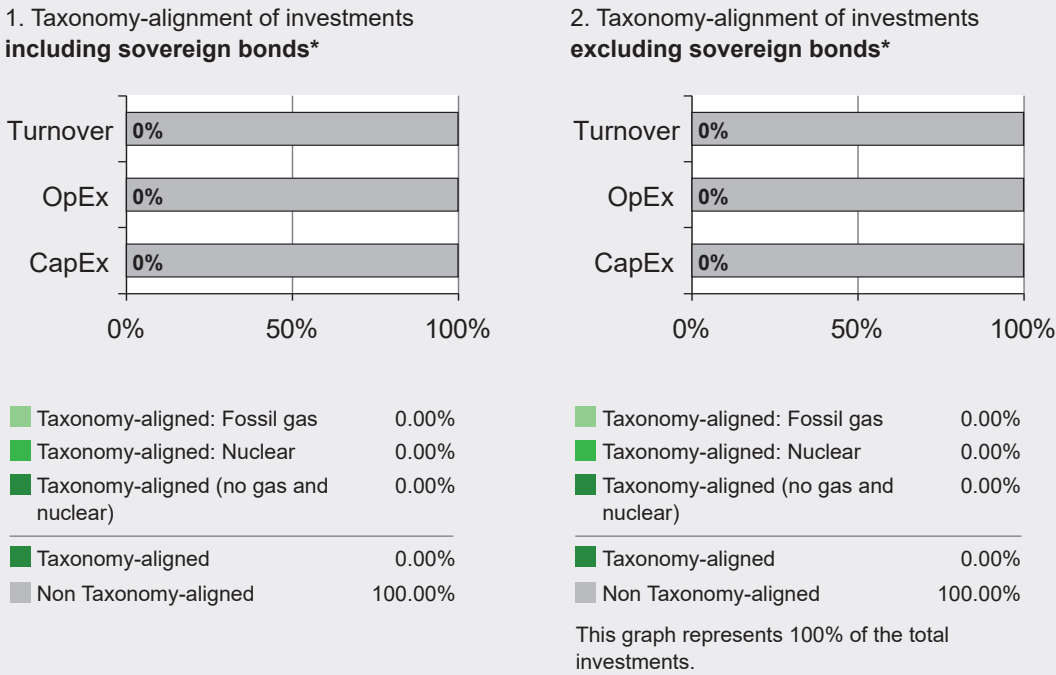 1. Taxonomy-alignment of investments
including sovereign bonds*
Turnover 0%
OpEx 0%
CapEx 0%
0% 50% 100%
Taxonomy-aligned: Fossil gas 0.00%
Taxonomy-aligned: Nuclear 0.00%
Taxonomy-aligned (no gas and 0.00%
nuclear)
Taxonomy-aligned 0.00%
Non Taxonomy-aligned 100.00%
2. Taxonomy-alignment of investments
excluding sovereign bonds*
Turnover 0%
OpEx 0%
CapEx 0%
0% 50% 100%
Taxonomy-aligned: Fossil gas 0.00%
Taxonomy-aligned: Nuclear 0.00%
Taxonomy-aligned (no gas and 0.00%
nuclear)
Taxonomy-aligned 0.00%
Non Taxonomy-aligned 100.00%
This graph represents 100% of the total
investments.